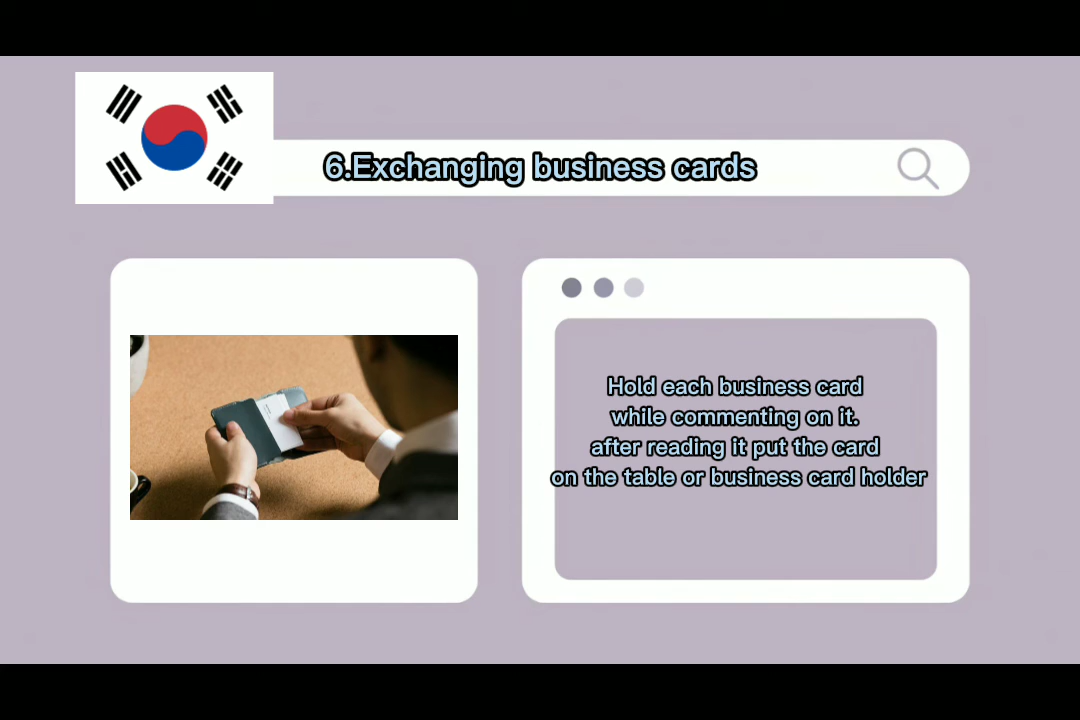 6.Exchanging business cards
Hold each business card
while commenting on it.
after reading it put the card
on the table or business card holder